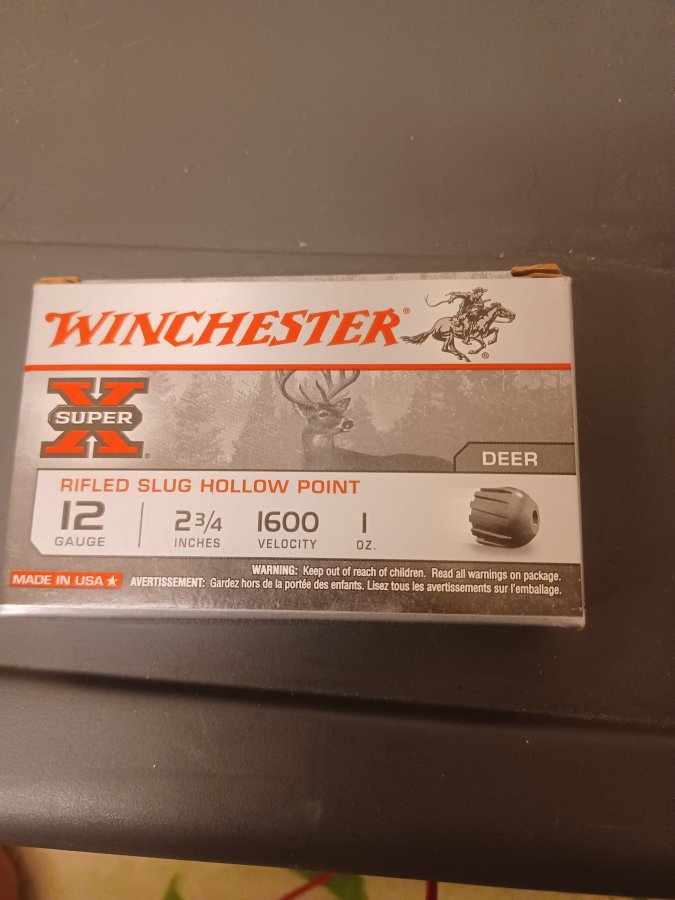 WINCHESTER®
SUPER X®
DEER
RIFLED SLUG HOLLOW POINT
12 GAUGE
2 3/4 INCHES
1600 VELOCITY
1 OZ.
WARNING: Keep out of reach of children. Read all warnings on package.
MADE IN USA ★
AVERTISSEMENT: Gardez hors de la portée des enfants. Lisez tous les avertissements sur l'emballage.